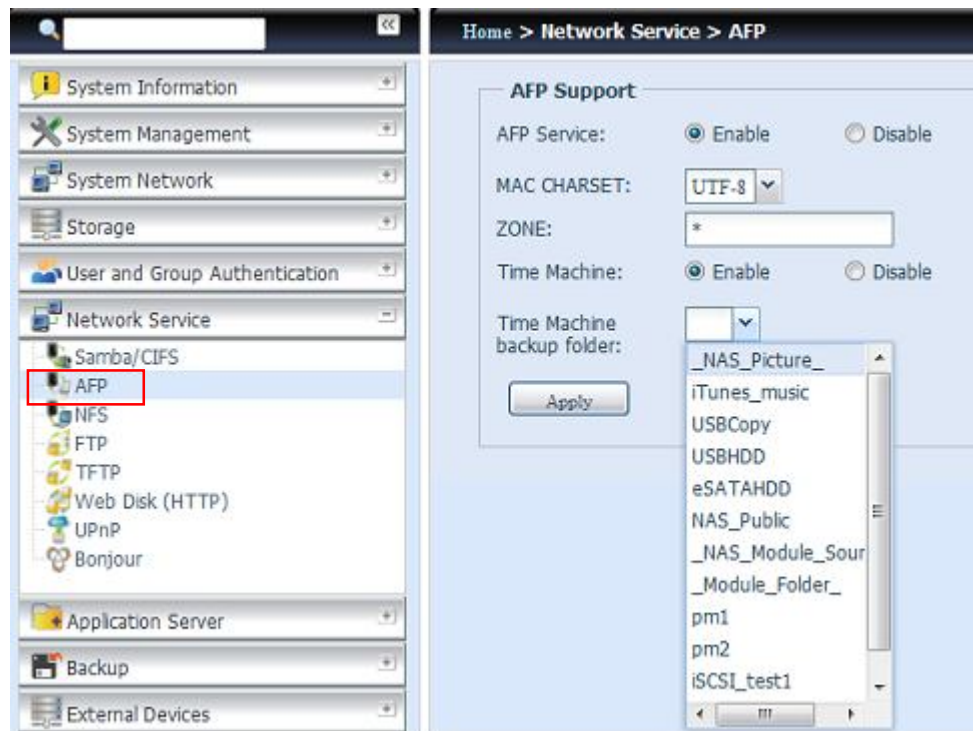 Home > Network Service > AFP
System Information
System Management
System Network
Storage
User and Group Authentication
Network Service
Samba/CIFS
AFP
NFS
FTP
TFTP
Web Disk (HTTP)
UPnP
Bonjour
Application Server
Backup
External Devices
AFP Support
AFP Service: Enable Disable
MAC CHARSET: UTF-8
ZONE: *
Time Machine: Enable Disable
Time Machine
backup folder:
_NAS_Picture_
iTunes_music
USBCopy
USBHDD
eSATAHDD
NAS_Public
_NAS_Module_Sour
_Module_Folder_
pm1
pm2
iSCSI_test1
Apply